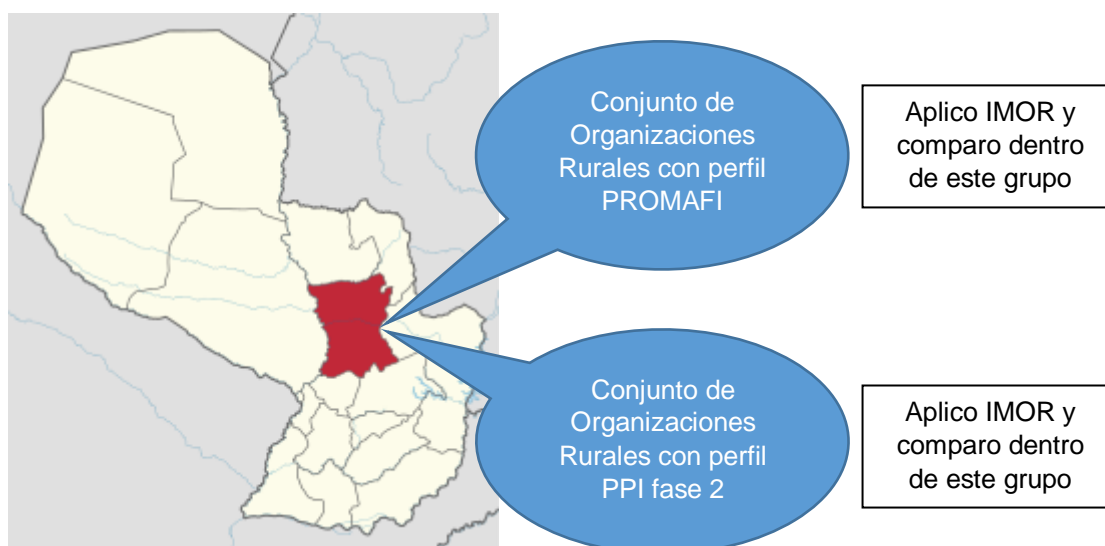 Conjunto de
Organizaciones
Rurales con perfil
PROMAFI
Aplico IMOR y
comparo dentro
de este grupo
Conjunto de
Organizaciones
Rurales con perfil
PPI fase 2
Aplico IMOR y
comparo dentro
de este grupo